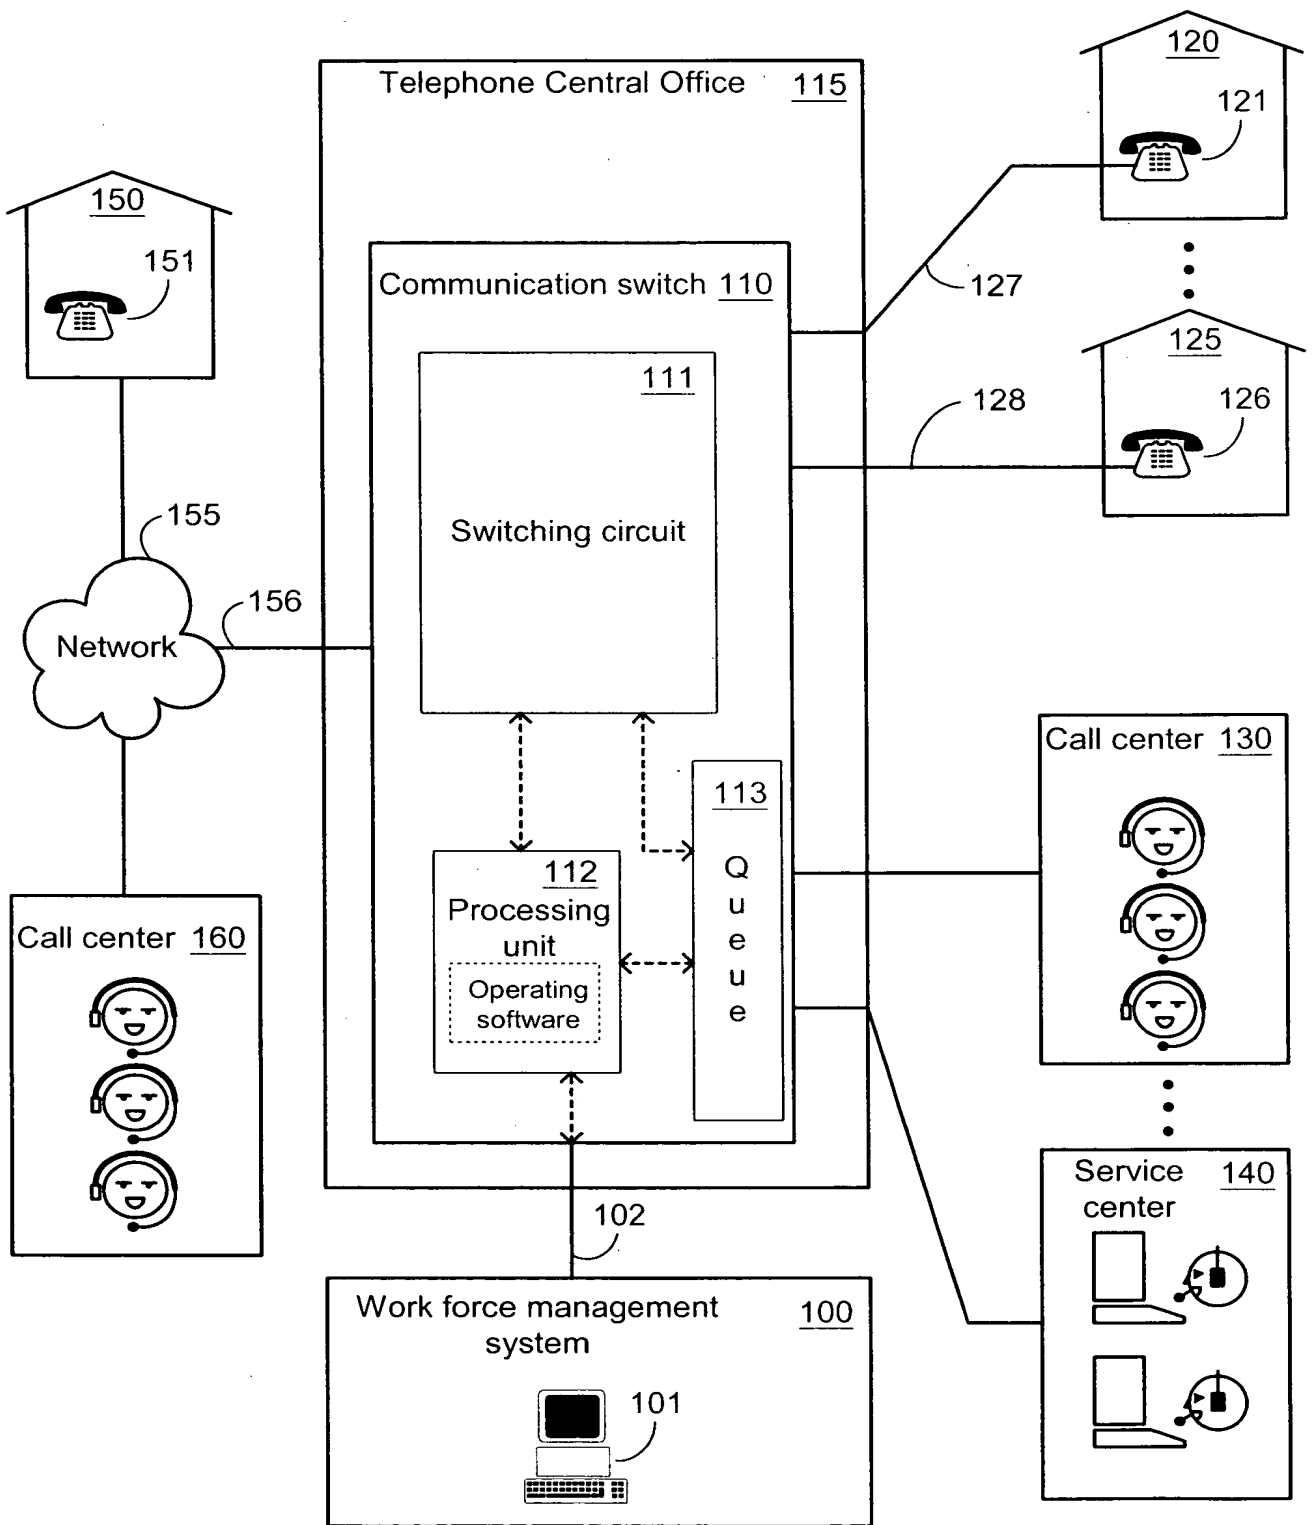 120
Telephone Central Office 115
121
150
151
Communication switch 110
127
125
111
128
126
155
Switching circuit
156
Network
Call center 130
113
Queue
112
Processing
unit
Operating
software
Call center 160
Service
center
140
102
Work force management
system
100
101